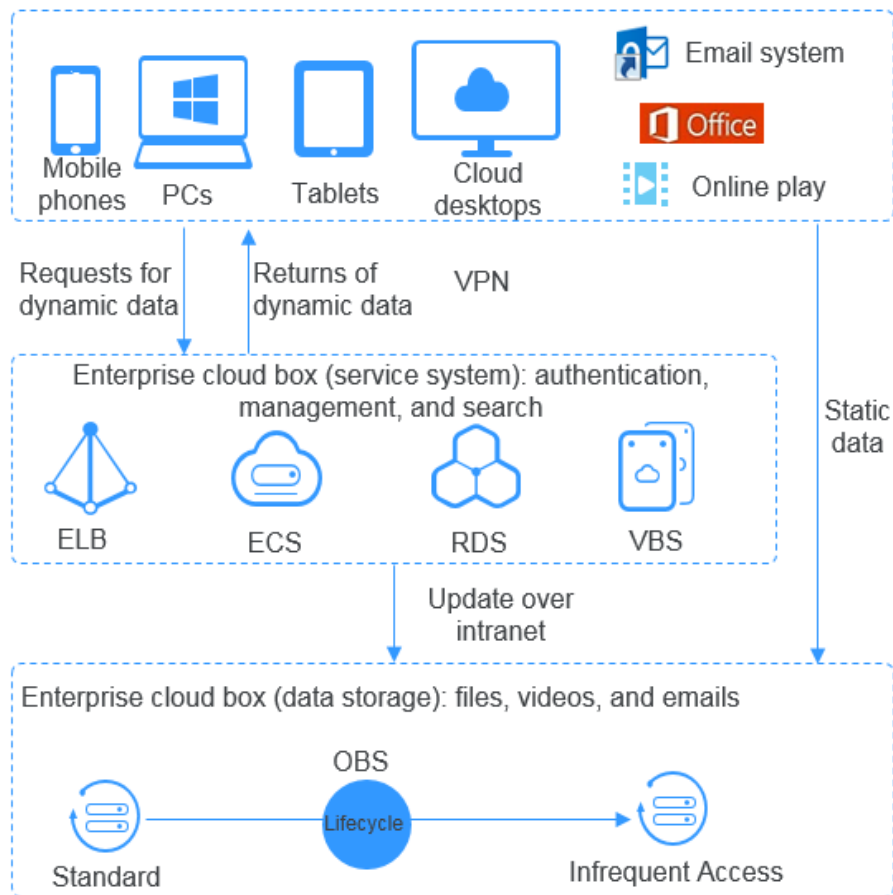 Email system
Office
Mobile
phones
PCs
Tablets
Cloud
desktops
Online play
Requests for
dynamic data
Returns of
dynamic data
VPN
Enterprise cloud box (service system): authentication,
management, and search
ELB
ECS
RDS
VBS
Static
data
Update over
intranet
Enterprise cloud box (data storage): files, videos, and emails
OBS
Lifecycle
Standard
Infrequent Access